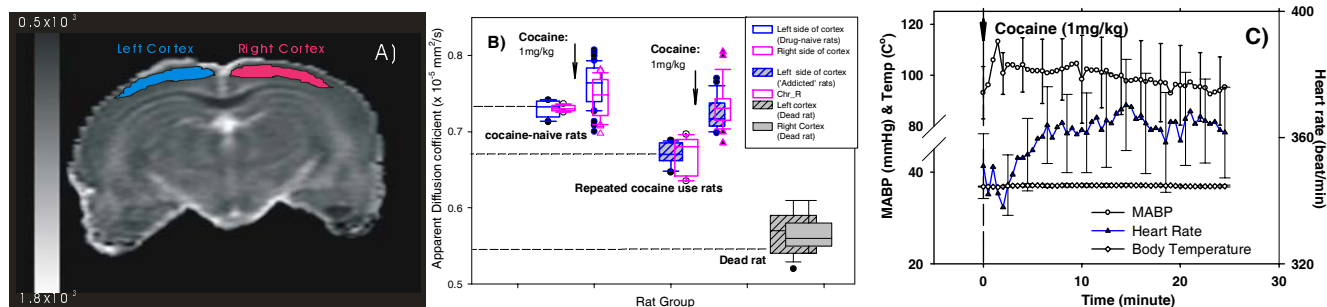 0.5x10³
Left Cortex
Right Cortex
A)
1.8x10³
B)
Apparent Diffusion cofficint (x 10⁻⁵ mm²/s)
0.8
0.7
0.6
0.5
Cocaine:
1mg/kg
Cocaine:
1mg/kg
cocaine-naive rats
Repeated cocaine use rats
Dead rat
Rat Group
Left side of cortex
(Drug-naive rats)
Right side of cortex
Left side of cortex
('Addicted' rats)
Chr_R
Left cortex
(Dead rat)
Right Cortex
(Dead rat)
C)
Cocaine (1mg/kg)
MABP (mmHg) & Temp (C°)
120
100
80
40
20
Heart rate (beat/min)
400
360
320
MABP
Heart Rate
Body Temperature
0
10
20
30
Time (minute)